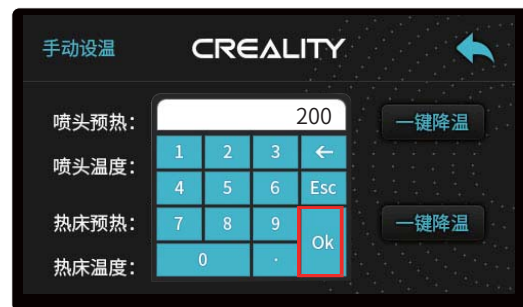 手动设温 CREALITY
喷头预热： 200 一键降温
1 2 3 ←
喷头温度：
4 5 6 Esc
热床预热： 7 8 9 一键降温
Ok
热床温度： 0 .